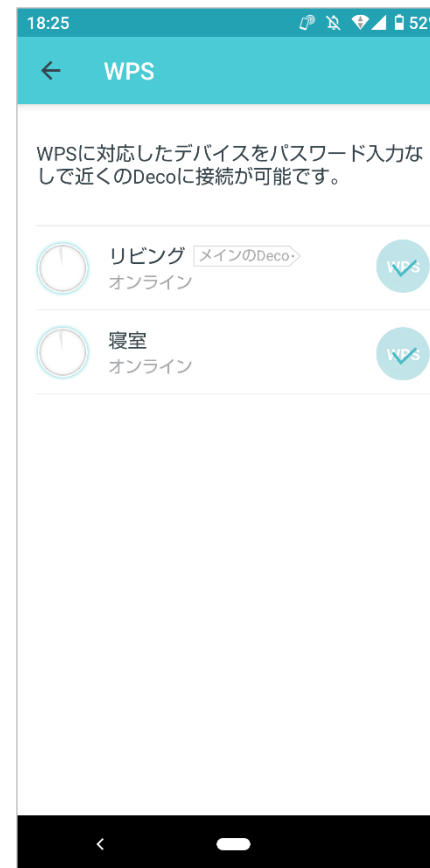 18:25 52%
WPS
WPSに対応したデバイスをパスワード入力な
しで近くのDecoに接続が可能です。
リビング メインのDeco
オンライン
WPS
寝室
オンライン
WPS